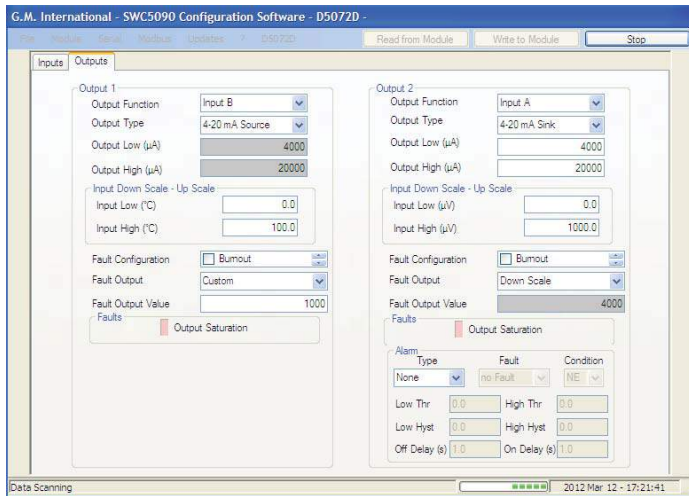 G.M. International - SWC5090 Configuration Software - D5072D -
File Module Serial Modbus Updates ? D5072D Read from Module Write to Module Stop
Inputs Outputs
Output 1
Output Function Input B
Output Type 4-20 mA Source
Output Low (µA) 4000
Output High (µA) 20000
Input Down Scale - Up Scale
Input Low (°C) 0.0
Input High (°C) 100.0
Fault Configuration Burnout
Fault Output Custom
Fault Output Value 1000
Faults
Output Saturation
Output 2
Output Function Input A
Output Type 4-20 mA Sink
Output Low (µA) 4000
Output High (µA) 20000
Input Down Scale - Up Scale
Input Low (µV) 0.0
Input High (µV) 1000.0
Fault Configuration Burnout
Fault Output Down Scale
Fault Output Value 4000
Faults
Output Saturation
Alarm
Type Fault Condition
None no Fault NE
Low Thr 0.0 High Thr 0.0
Low Hyst 0.0 High Hyst 0.0
Off Delay (s) 1.0 On Delay (s) 1.0
Data Scanning 2012 Mar 12 - 17:21:41